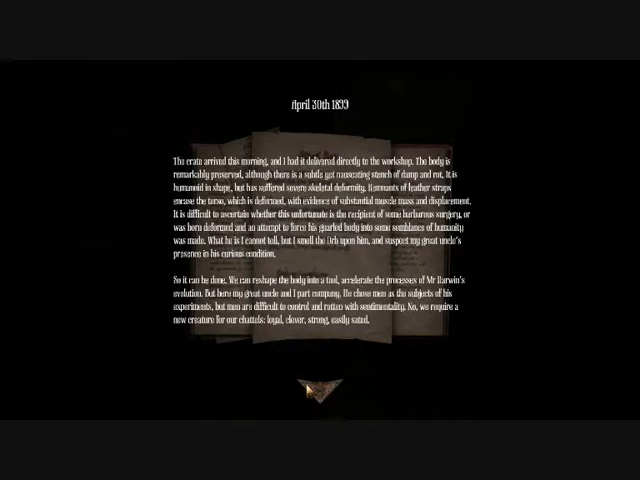 April 30th 1899
The crate arrived this morning, and I had it delivered directly to the workshop. The body is
remarkably preserved, although there is a subtle yet nauseating stench of damp and rot. It is
humanoid in shape, but has suffered severe skeletal deformity. Remnants of leather straps
encase the torso, which is deformed, with evidence of substantial muscle mass and displacement.
It is difficult to ascertain whether this unfortunate is the recipient of some barbarous surgery, or
was born deformed and an attempt to force his gnarled body into some semblance of humanity
was made. What he is I cannot tell, but I smell the Orb upon him, and suspect my great uncle's
presence in his curious condition.
So it can be done. We can reshape the body into a tool, accelerate the processes of Mr Darwin's
evolution. But here my great uncle and I part company. He chose men as the subjects of his
experiments, but men are difficult to control and rotten with sentimentality. No, we require a
new creature for our chattels: loyal, clever, strong, easily sated.